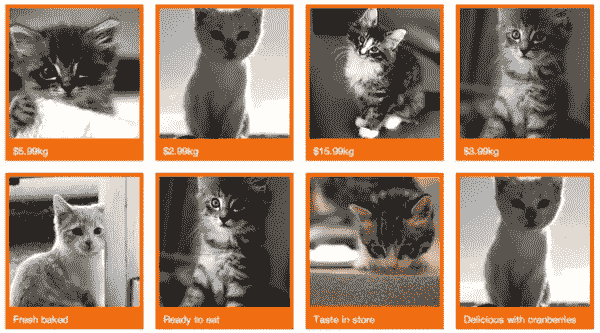 $5.99kg
$2.99kg
$15.99kg
$3.99kg
Fresh baked
Ready to eat
Taste in store
Delicious with cranberries